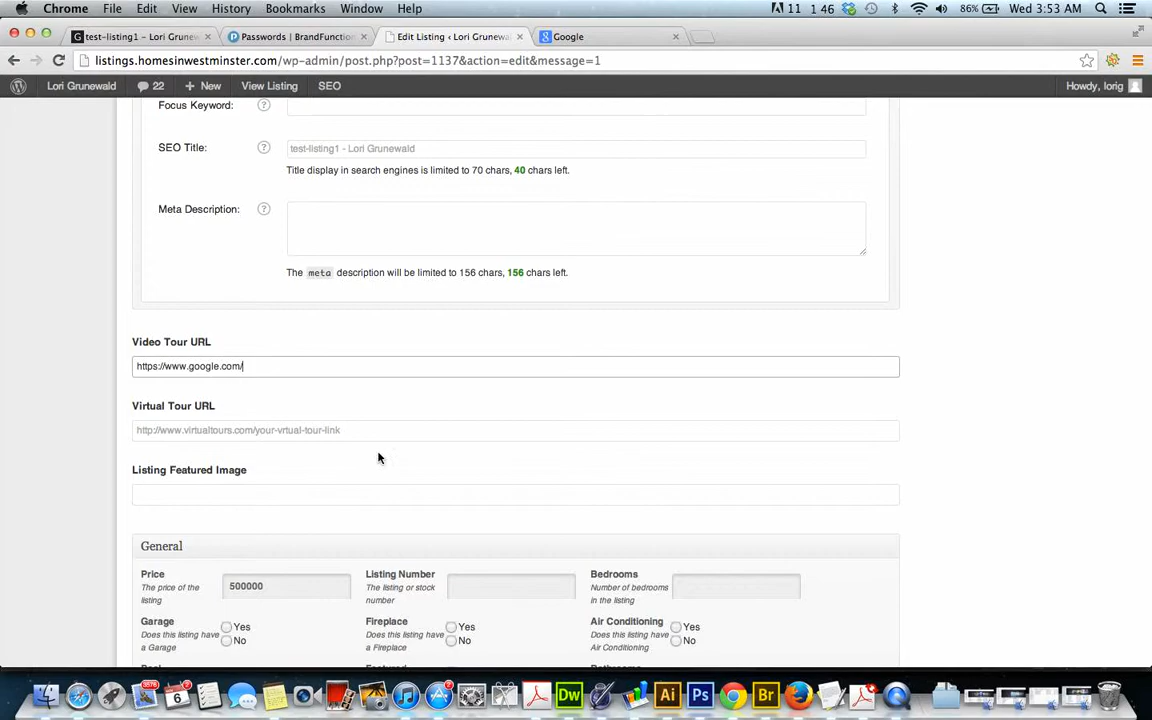 Chrome File Edit View History Bookmarks Window Help 11 1 46 86% Wed 3:53 AM
test-listing1 - Lori Grunew Passwords | BrandFunctio Edit Listing ‹ Lori Grunewal Google
listings.homesinwestminster.com/wp-admin/post.php?post=1137&action=edit&message=1
Lori Grunewald 22 + New View Listing SEO Howdy, lorig
Focus Keyword: ?
SEO Title: ? test-listing1 - Lori Grunewald
Title display in search engines is limited to 70 chars, 40 chars left.
Meta Description: ?
The meta description will be limited to 156 chars, 156 chars left.
Video Tour URL
https://www.google.com/
Virtual Tour URL
http://www.virtualtours.com/your-vrtual-tour-link
Listing Featured Image
General
Price 500000 Listing Number Bedrooms
The price of the The listing or stock Number of bedrooms
listing number in the listing
Garage Yes Fireplace Yes Air Conditioning Yes
Does this listing have No Does this listing have No Does this listing have No
a Garage a Fireplace Air Conditioning